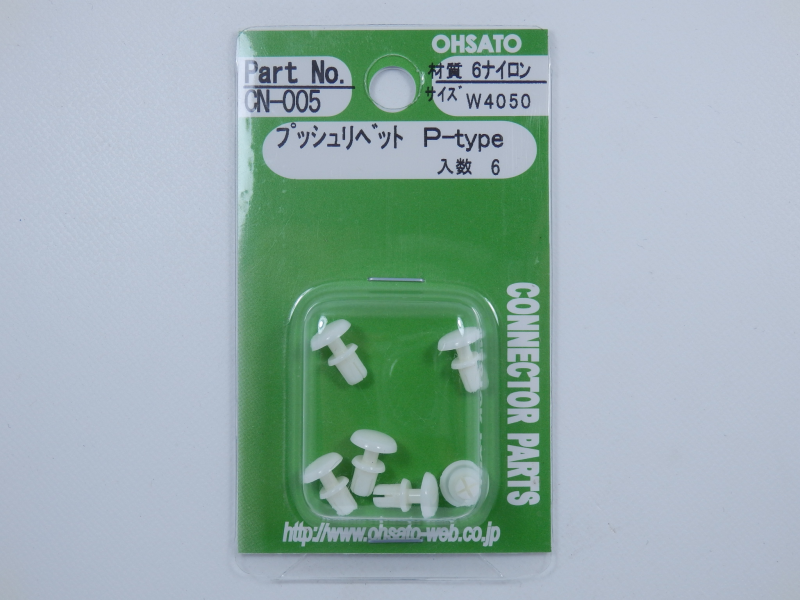 OHSATO
Part No.
CN-005
材質 6ナイロン
サイズ W4050
プッシュリベット P-type
入数 6
CONNECTOR PARTS
http://www.ohsato-web.co.jp